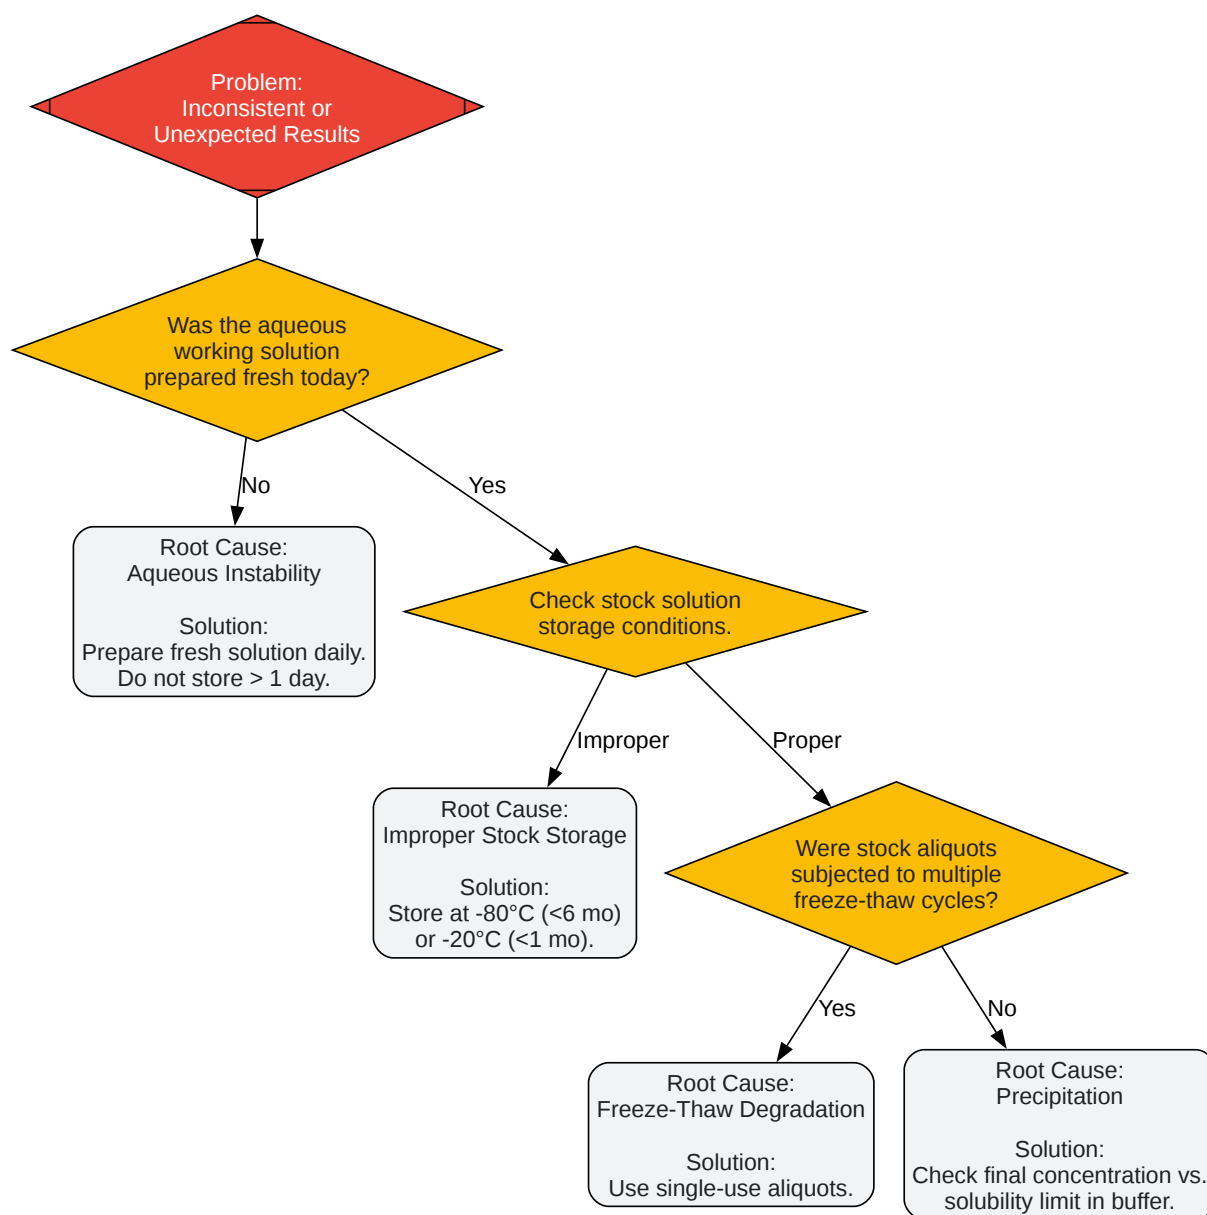 Problem:
Inconsistent or
Unexpected Results
Was the aqueous
working solution
prepared fresh today?
No
Yes
Root Cause:
Aqueous Instability
Solution:
Prepare fresh solution daily.
Do not store > 1 day.
Check stock solution
storage conditions.
Improper
Proper
Root Cause:
Improper Stock Storage
Solution:
Store at -80°C (<6 mo)
or -20°C (<1 mo).
Were stock aliquots
subjected to multiple
freeze-thaw cycles?
Yes
No
Root Cause:
Freeze-Thaw Degradation
Solution:
Use single-use aliquots.
Root Cause:
Precipitation
Solution:
Check final concentration vs.
solubility limit in buffer.